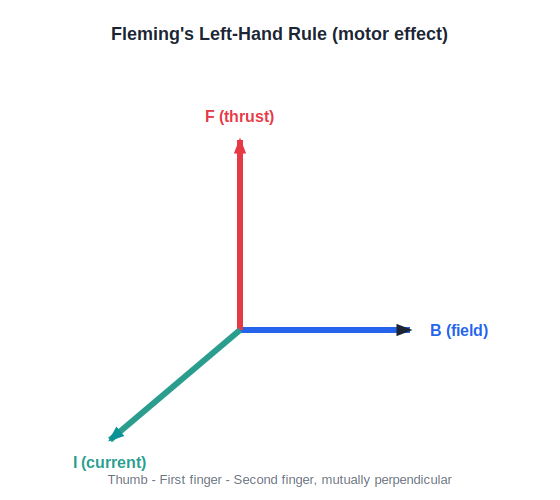 Fleming's Left-Hand Rule (motor effect)
F (thrust)
B (field)
I (current)
Thumb - First finger - Second finger, mutually perpendicular